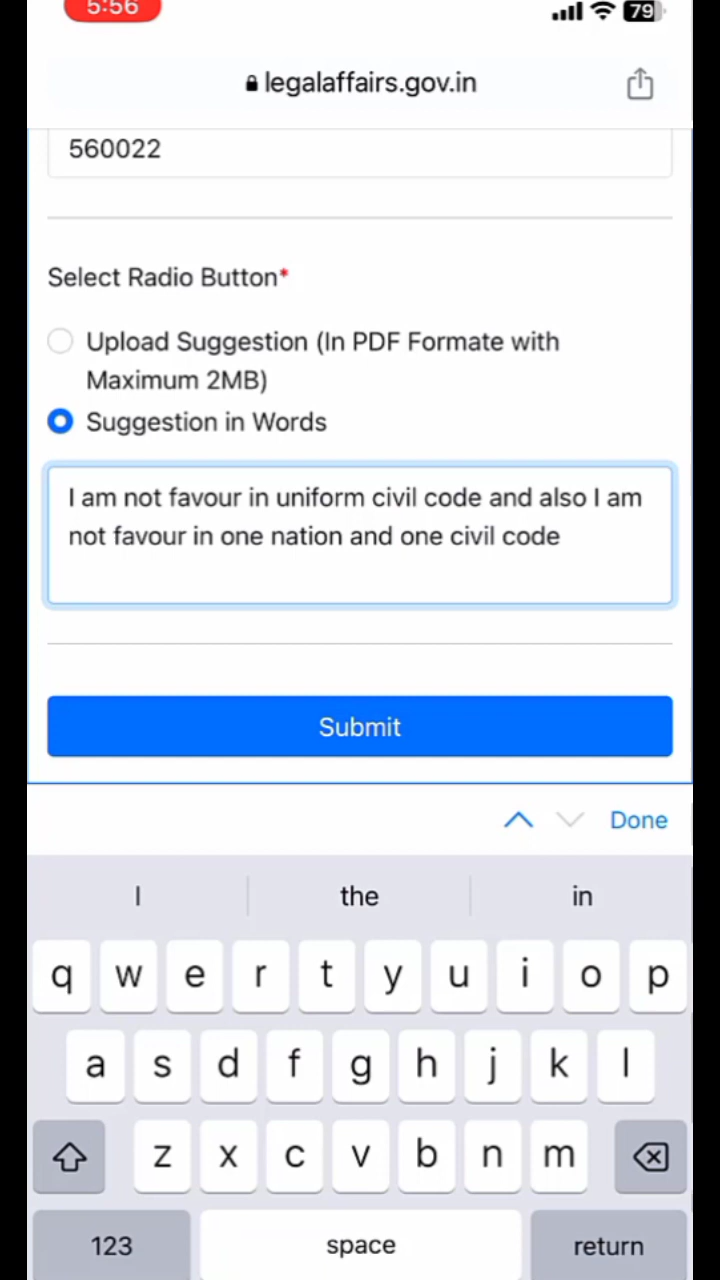 5:56
79
legalaffairs.gov.in
560022
Select Radio Button*
Upload Suggestion (In PDF Formate with
Maximum 2MB)
Suggestion in Words
I am not favour in uniform civil code and also I am
not favour in one nation and one civil code
Submit
Done
I the in
q w e r t y u i o p
a s d f g h j k l
z x c v b n m
123 space return